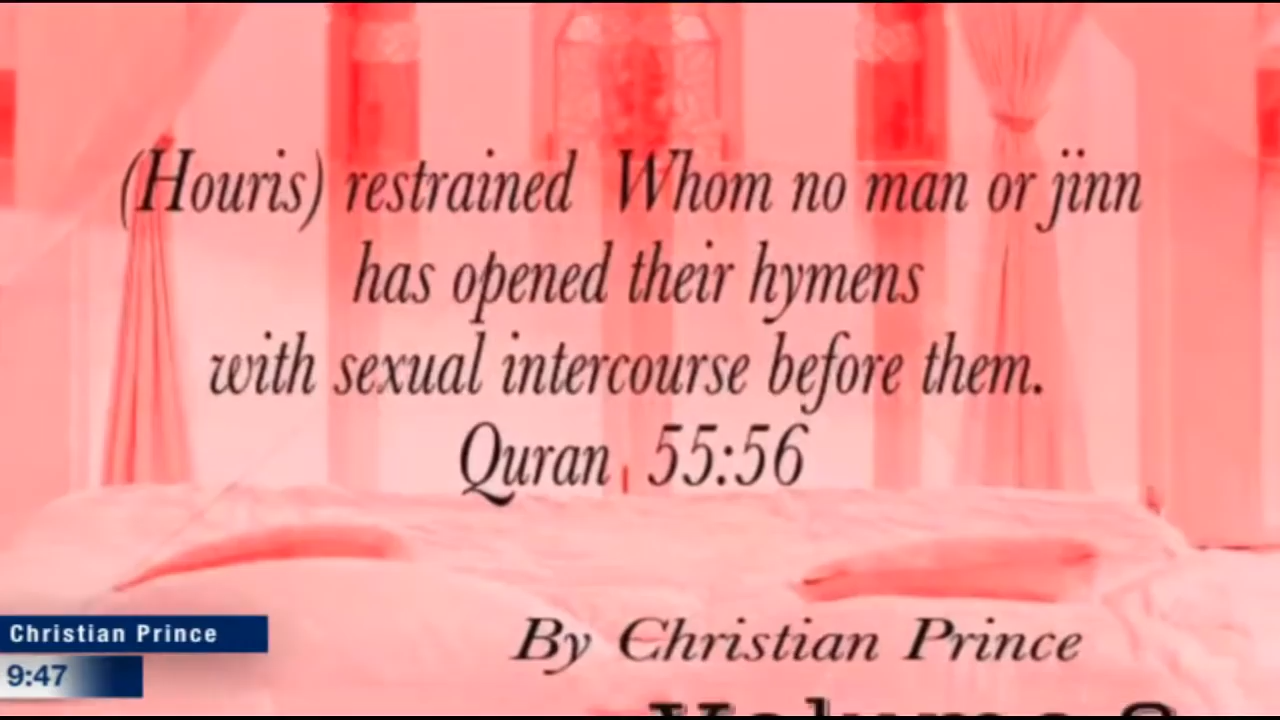 (Houris) restrained Whom no man or jinn
has opened their hymens
with sexual intercourse before them.
Quran 55:56
Christian Prince
By Christian Prince
9:47